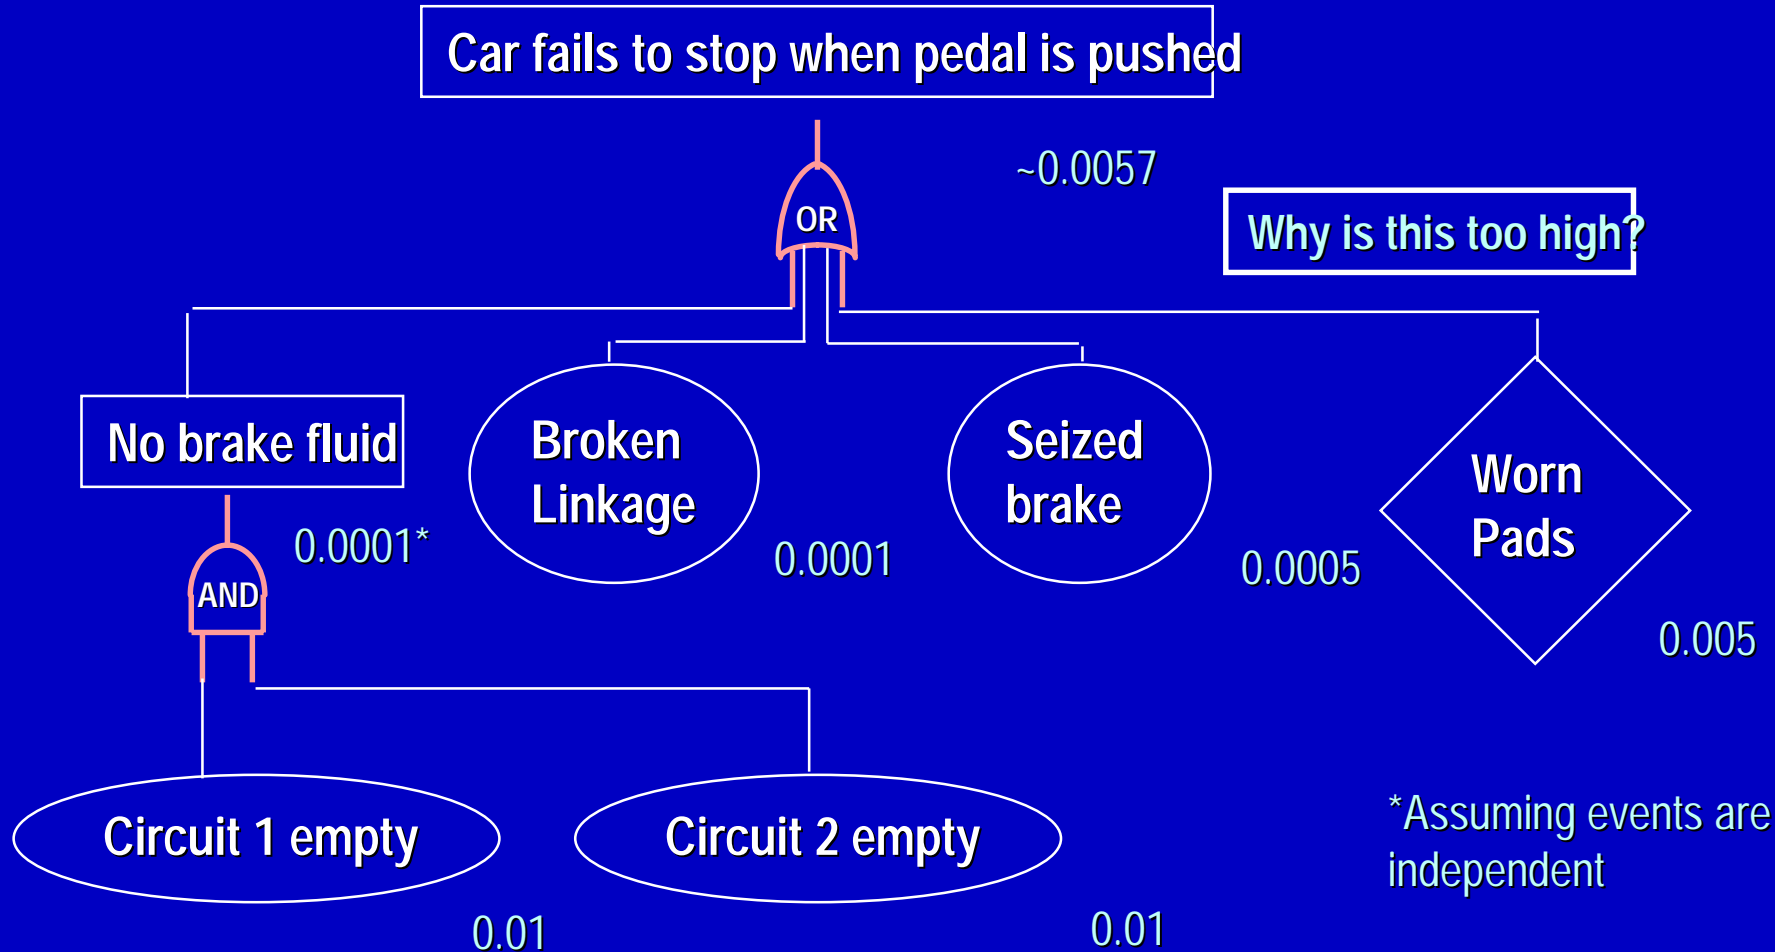 Car fails to stop when pedal is pushed
~0.0057
OR
Why is this too high?
No brake fluid
0.0001*
AND
Broken
Linkage
0.0001
Seized
brake
0.0005
Worn
Pads
0.005
Circuit 1 empty
0.01
Circuit 2 empty
0.01
*Assuming events are
independent